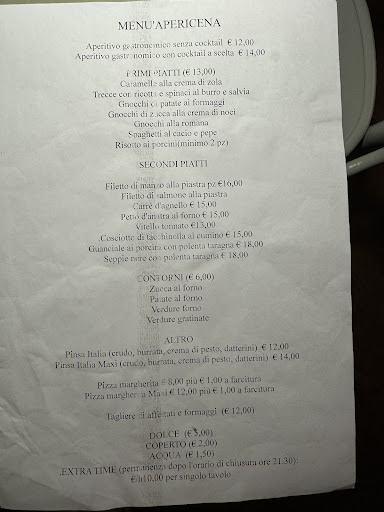 MENU'APERICENA
Aperitivo gastronomico senza cocktail € 12,00
Aperitivo gastronomico con cocktail a scelta € 14,00
PRIMI PIATTI (€ 13,00)
Caramelle alla crema di zola
Trecce con ricotta e spinaci al burro e salvia
Gnocchi di patate ai formaggi
Gnocchi di zucca alla crema di noci
Gnocchi alla romana
Spaghetti al cacio e pepe
Risotto ai porcini(minimo 2 pz)
SECONDI PIATTI
Filetto di manzo alla piastra pz €16,00
Filetto di salmone alla piastra
Carrè d'agnello € 15,00
Petto d'anatra al forno € 15,00
Vitello tonnato €13,00
Cosciotto di tacchinella al cumino € 15,00
Guanciale ai porcini con polenta taragna € 18,00
Seppie nere con polenta taragna € 18,00
CONTORNI (€ 6,00)
Zucca al forno
Patate al forno
Verdure forno
Verdure gratinate
ALTRO
Pinsa Italia (crudo, burrata, crema di pesto, datterini) € 12,00
Pinsa Italia Maxi (crudo, burrata, crema di pesto, datterini) € 14,00
Pizza margherita € 8,00 più € 1,00 a farcitura
Pizza margherita Maxi € 12,00 più € 1,00 a farcitura
Tagliere di affettati e formaggi (€ 12,00)
DOLCE (€ 5,00)
COPERTO (€ 2,00)
ACQUA (€ 1,50)
.EXTRA TIME (permanenza dopo l'orario di chiusura ore 21.30):
€/h10,00 per singolo tavolo